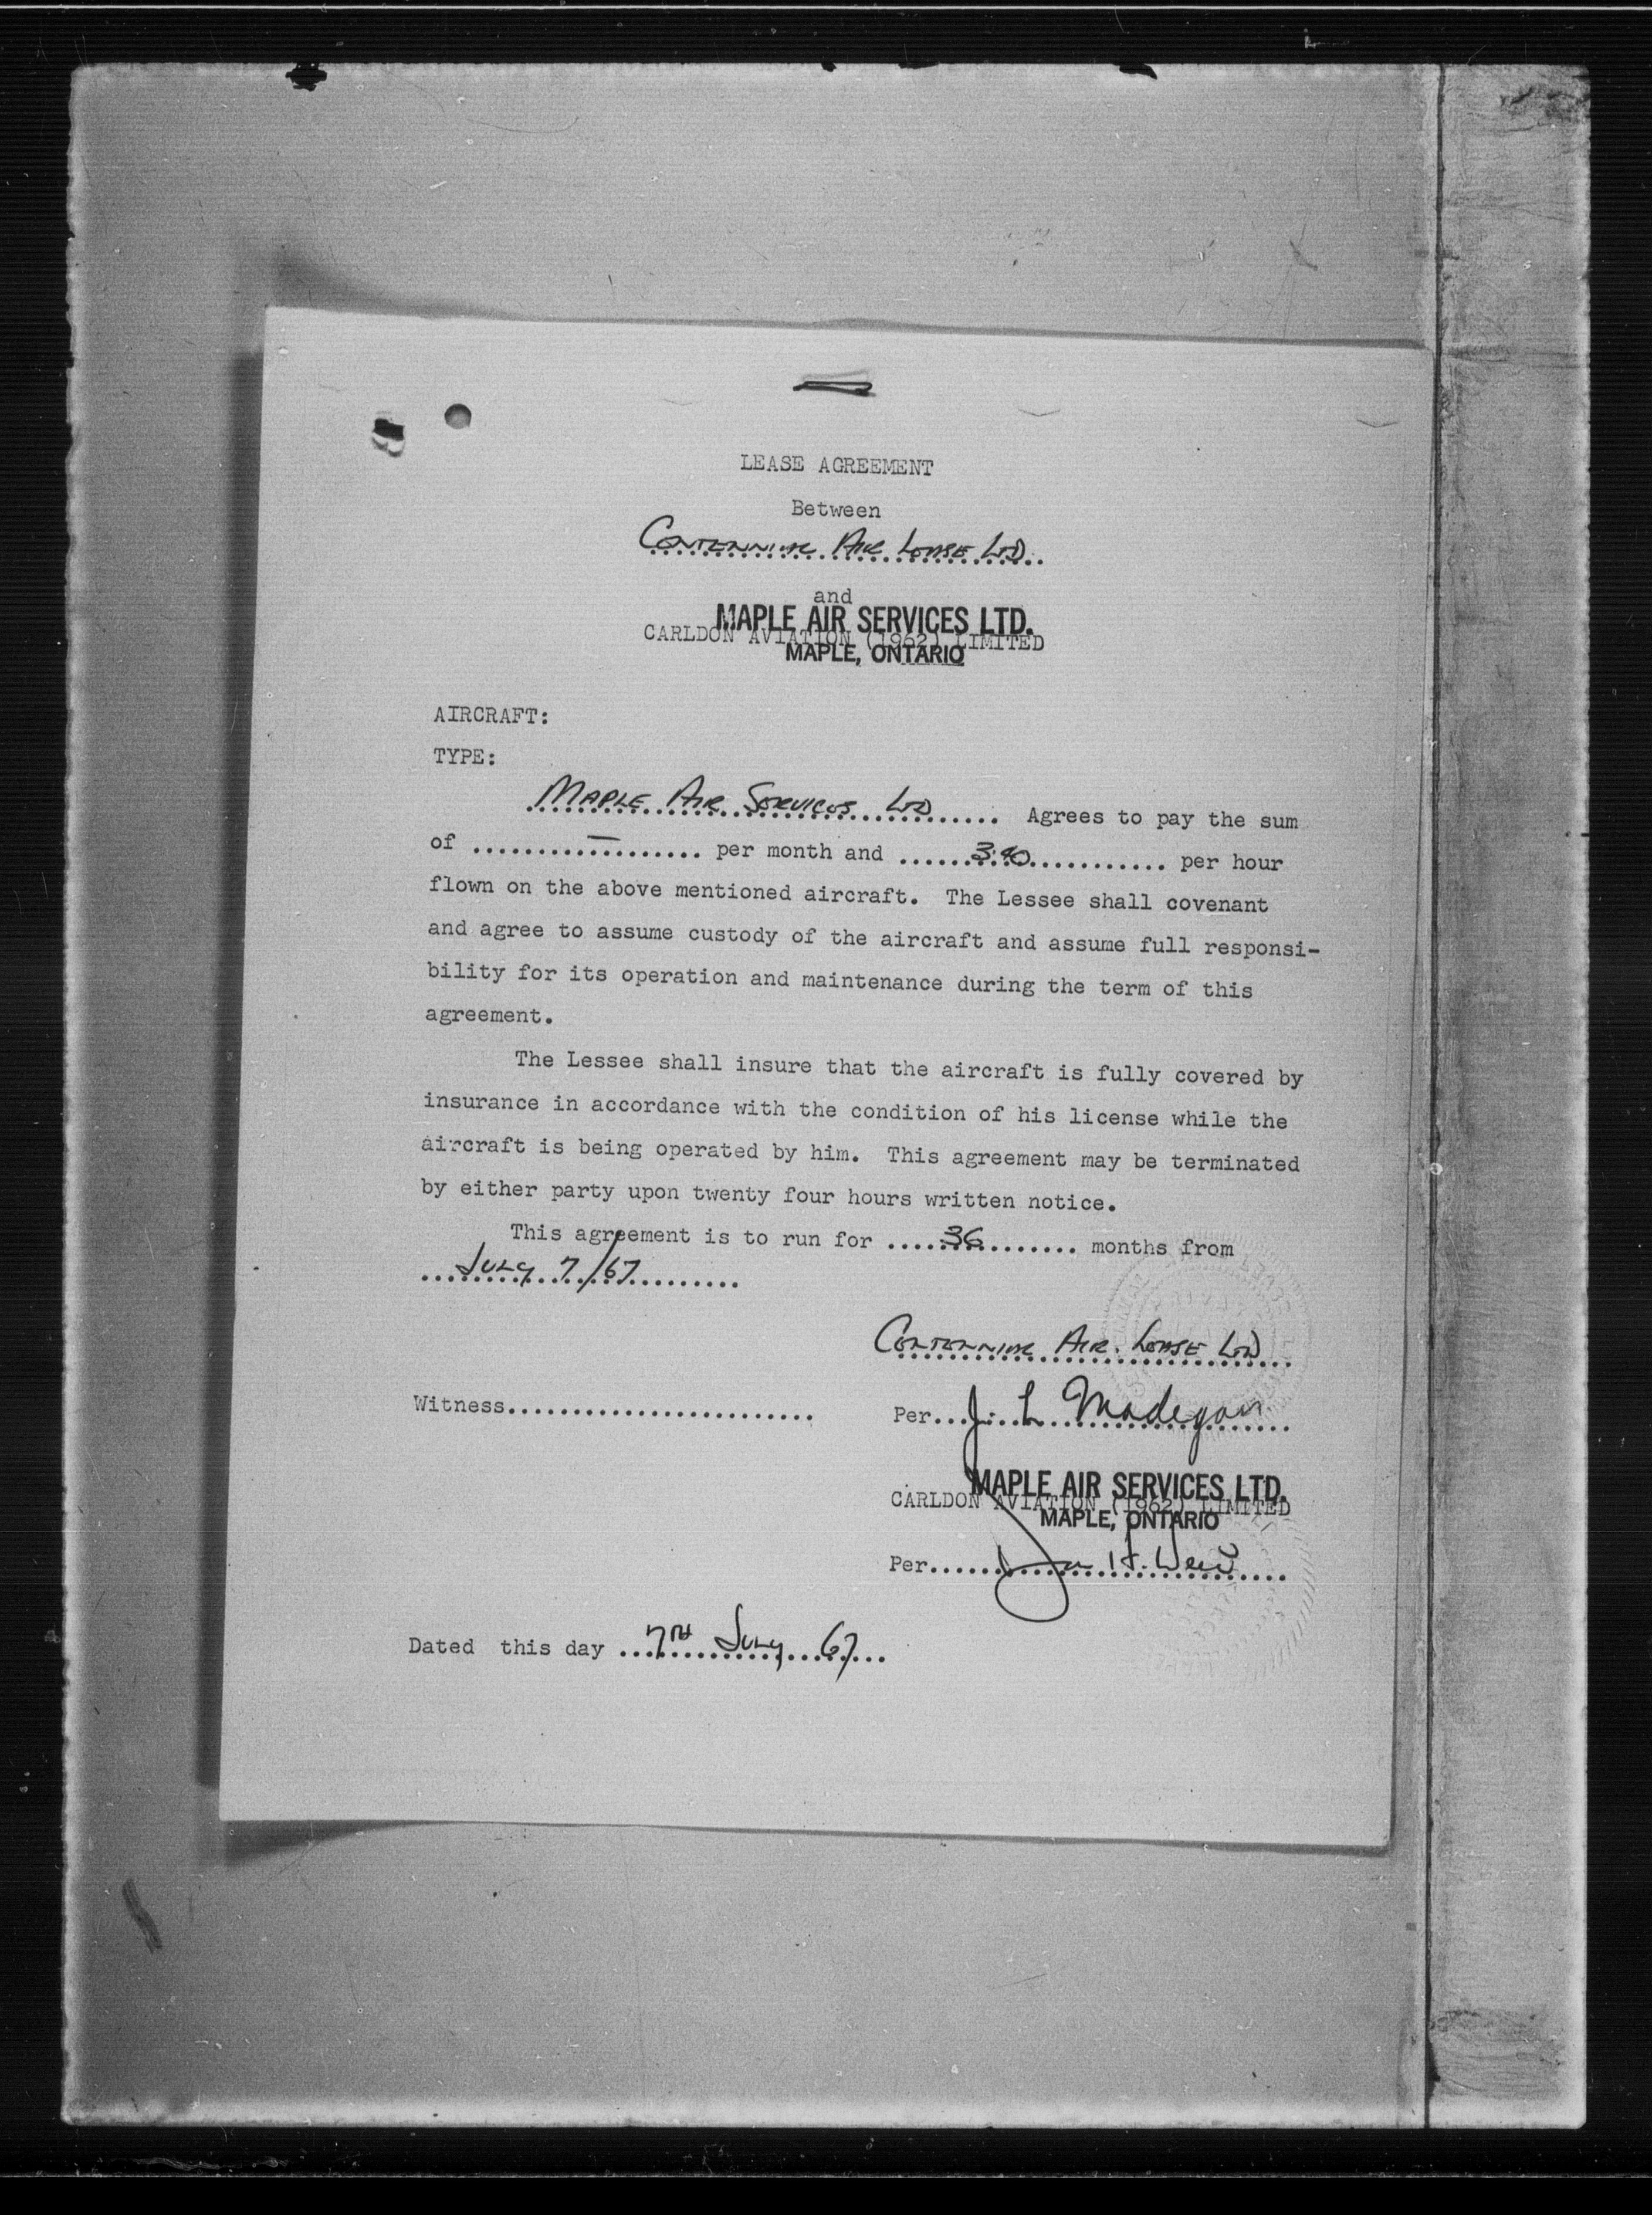 LEASE AGREEMENT
Between
CENTENNIAL AIR LEASE LTD.
and
MAPLE AIR SERVICES LTD.
CARLDON AVIATION (1962) LIMITED
MAPLE, ONTARIO
AIRCRAFT:
TYPE:
MAPLE AIR SERVICES LTD Agrees to pay the sum
of — per month and 3.90 per hour
flown on the above mentioned aircraft. The Lessee shall covenant
and agree to assume custody of the aircraft and assume full responsi-
bility for its operation and maintenance during the term of this
agreement.
The Lessee shall insure that the aircraft is fully covered by
insurance in accordance with the condition of his license while the
aircraft is being operated by him. This agreement may be terminated
by either party upon twenty four hours written notice.
This agreement is to run for 36 months from
JULY 7/67
CENTENNIAL AIR LEASE LTD
Witness Per J. L. Madegan
MAPLE AIR SERVICES LTD.
CARLDON AVIATION (1962) LIMITED
MAPLE, ONTARIO
Per H. Weir
Dated this day 7TH JULY 67